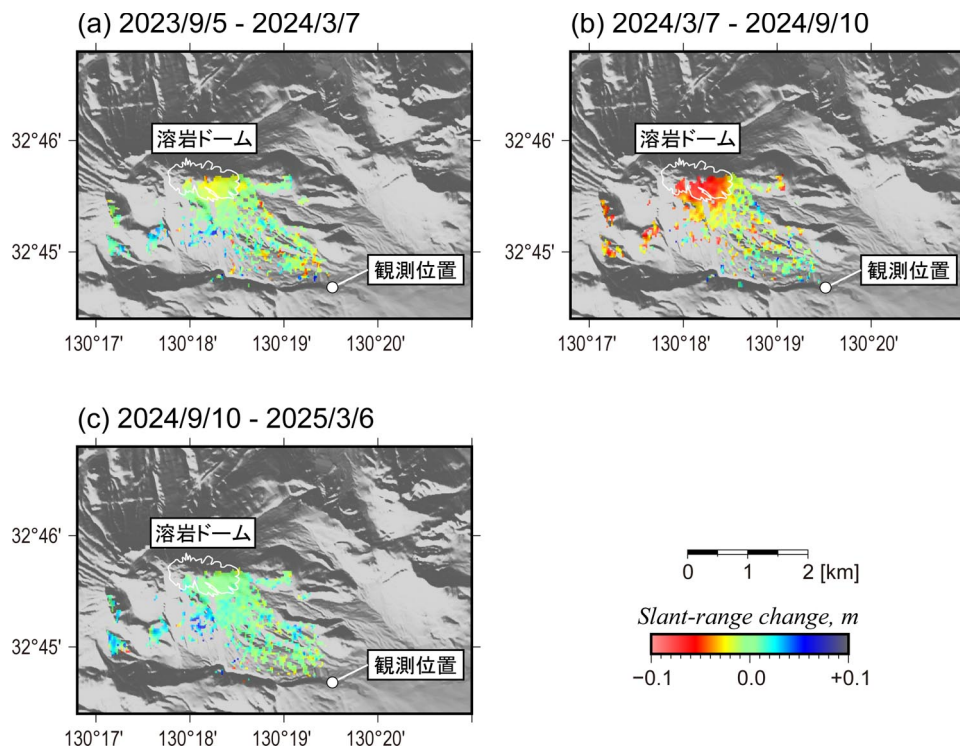 (a) 2023/9/5 - 2024/3/7
溶岩ドーム
32°46'
32°45'
観測位置
130°17' 130°18' 130°19' 130°20'
(b) 2024/3/7 - 2024/9/10
溶岩ドーム
32°46'
32°45'
観測位置
130°17' 130°18' 130°19' 130°20'
(c) 2024/9/10 - 2025/3/6
溶岩ドーム
32°46'
32°45'
観測位置
130°17' 130°18' 130°19' 130°20'
0 1 2 [km]
Slant-range change, m
−0.1 0.0 +0.1